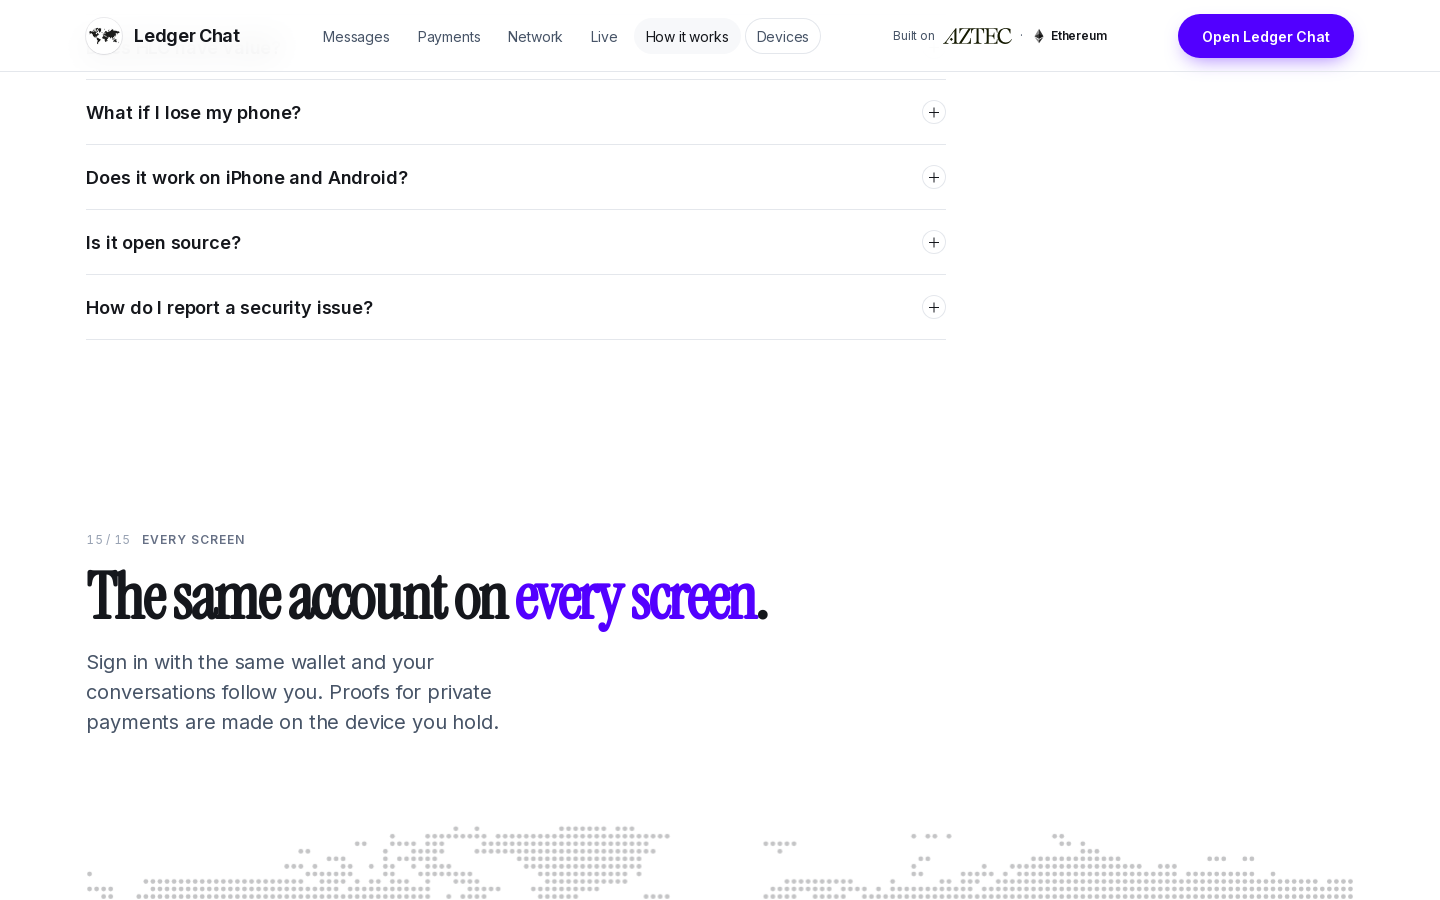 Ledger Chat
Messages
Payments
Network
Live
How it works
Devices
Built on AZTEC · Ethereum
Open Ledger Chat
What if I lose my phone?
Does it work on iPhone and Android?
Is it open source?
How do I report a security issue?
15/15 EVERY SCREEN
The same account on every screen.
Sign in with the same wallet and your
conversations follow you. Proofs for private
payments are made on the device you hold.